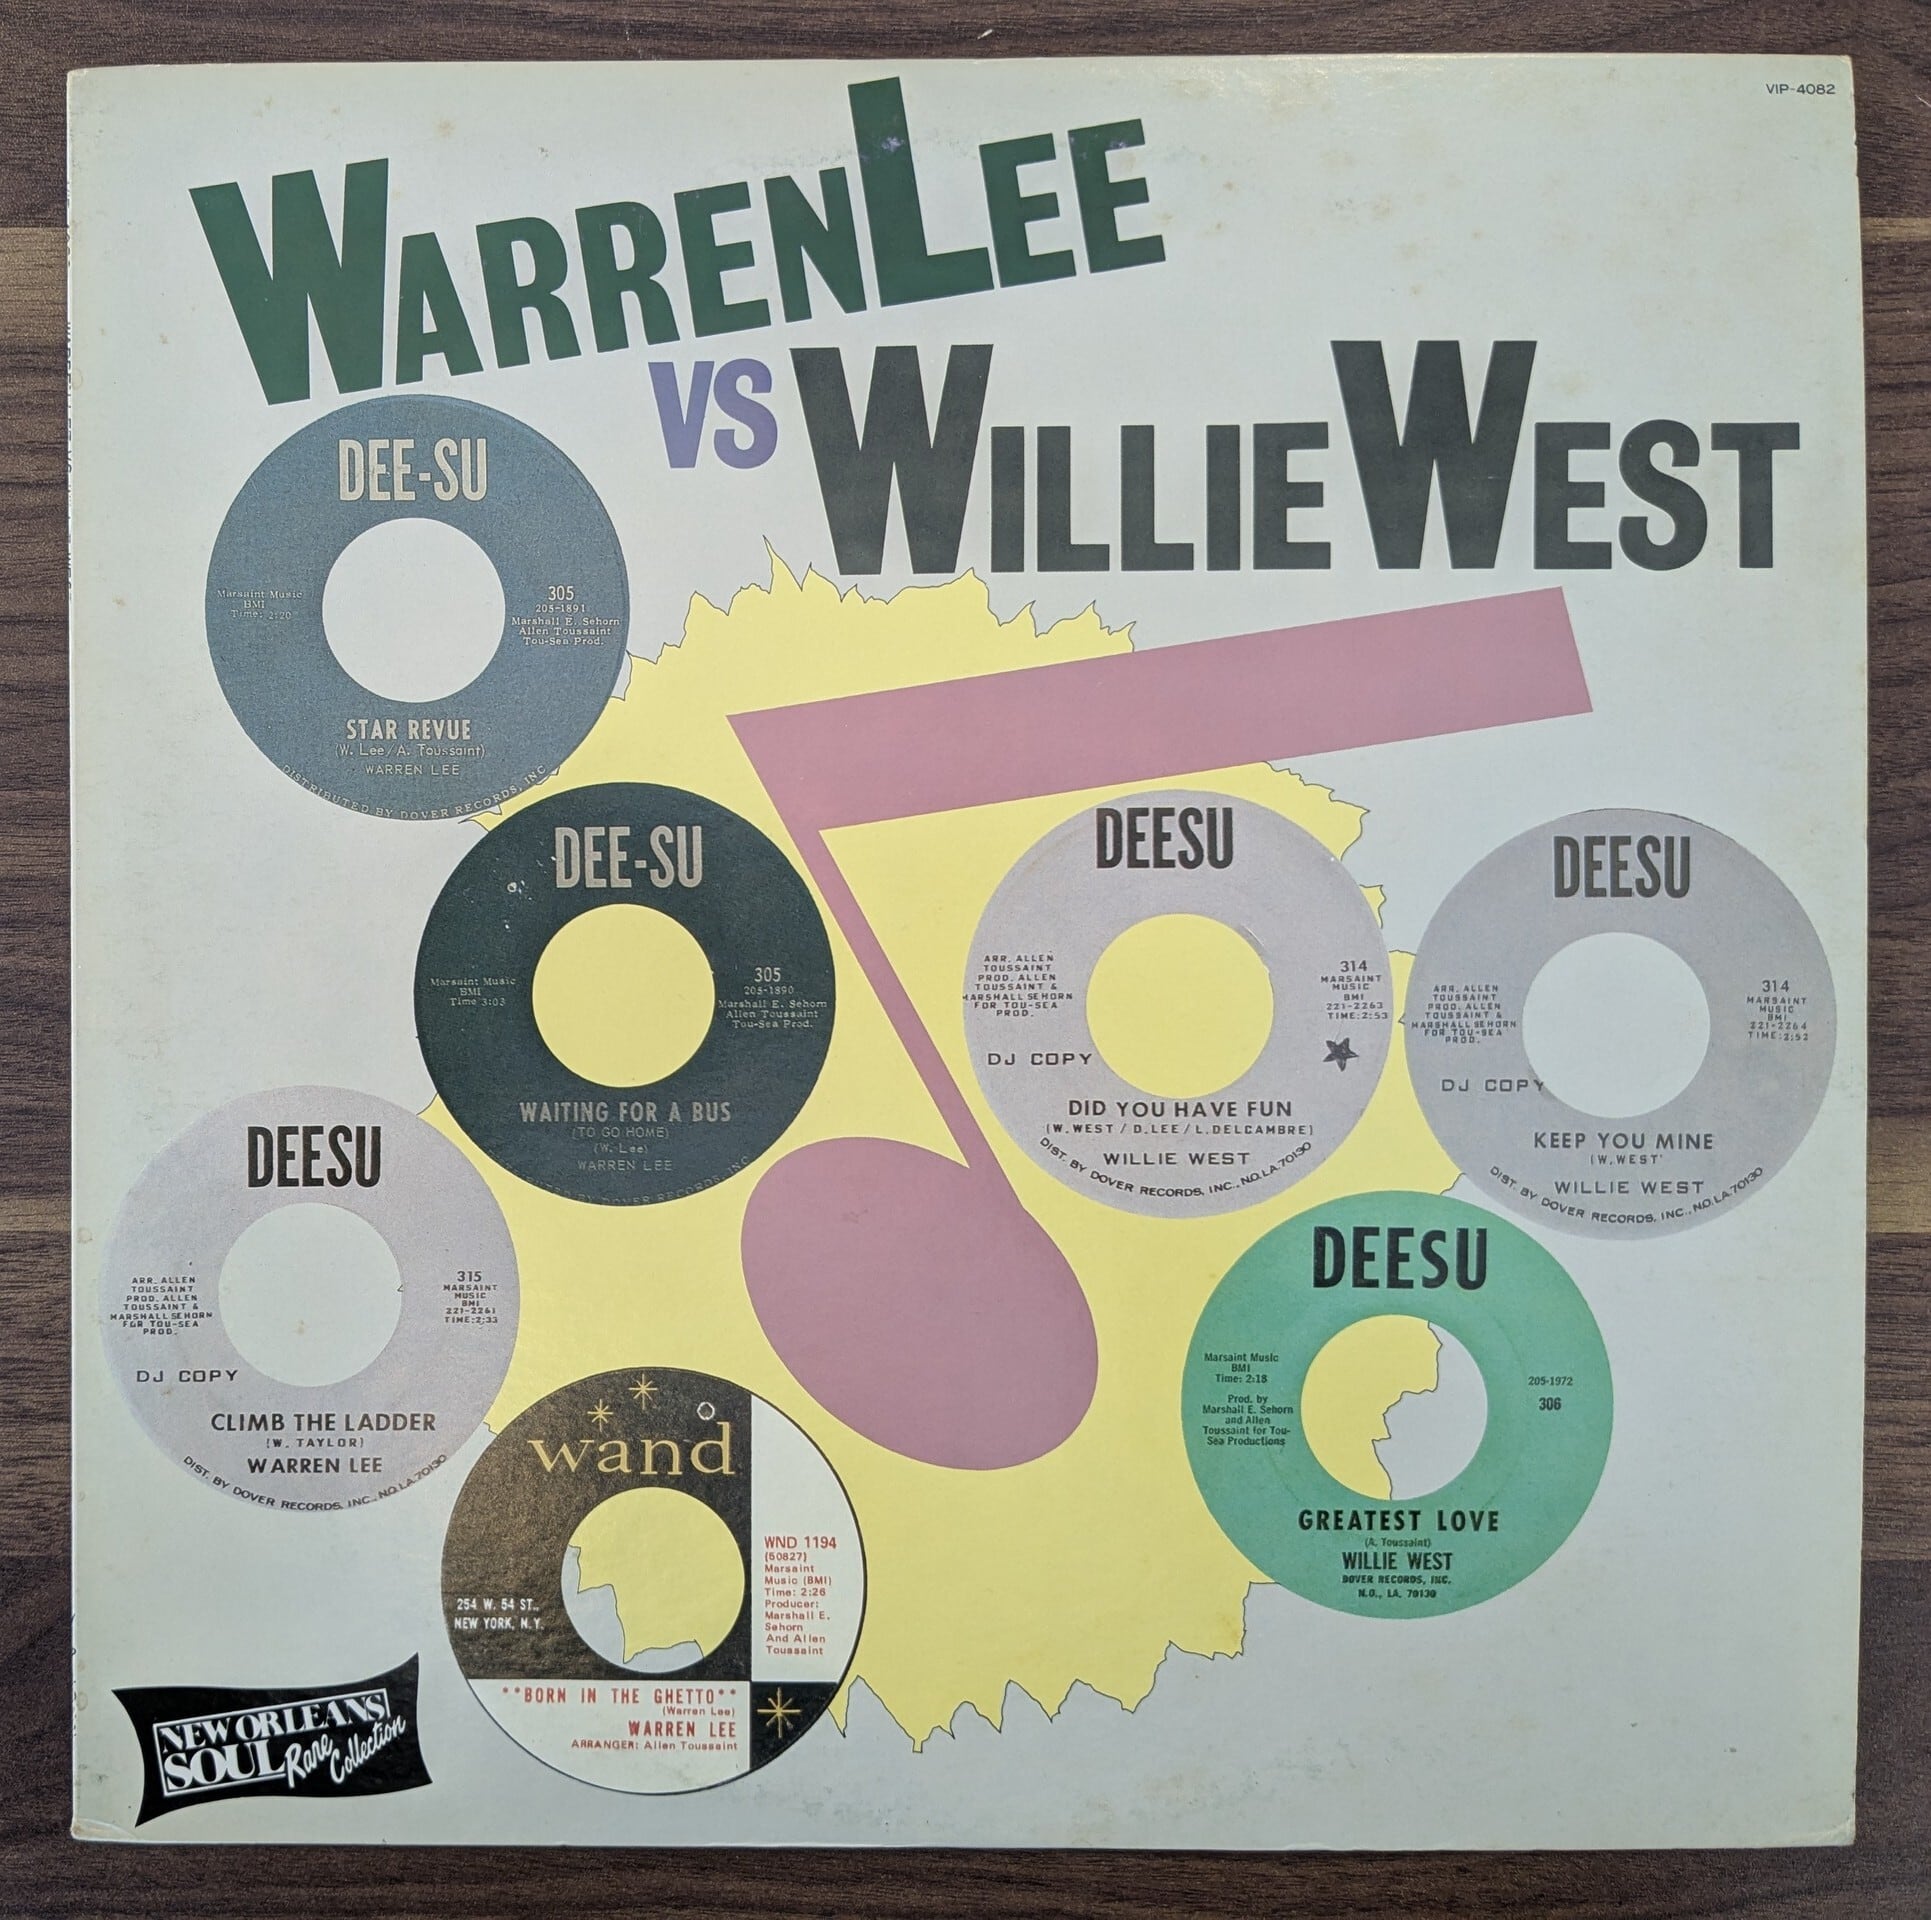 VIP-4082
WARREN LEE
VS WILLIE WEST
DEE-SU
Marsaint Music
BMI
Time: 2:20
305
205-1891
Marshall E. Sehorn
Allen Toussaint
Tou-Sea Prod.
STAR REVUE
(W. Lee/A. Toussaint)
WARREN LEE
DISTRIBUTED BY DOVER RECORDS, INC
DEE-SU
Marsaint Music
BMI
Time 3:03
305
205-1890
Marshall E. Sehorn
Allen Toussaint
Tou-Sea Prod.
WAITING FOR A BUS
(TO GO HOME)
(W. Lee)
WARREN LEE
BY DOVER RECORDS, INC
DEESU
ARR. ALLEN
TOUSSAINT
PROD. ALLEN
TOUSSAINT &
MARSHALL SEHORN
FOR TOU-SEA
PROD.
314
MARSAINT
MUSIC
BMI
221-2263
TIME:2:53
DJ COPY
DID YOU HAVE FUN
(W.WEST / D.LEE / L.DELCAMBRE)
WILLIE WEST
DIST. BY DOVER RECORDS, INC., N.O. LA. 70130
DEESU
ARR. ALLEN
TOUSSAINT
PROD. ALLEN
TOUSSAINT &
MARSHALL SEHORN
FOR TOU-SEA
PROD.
314
MARSAINT
MUSIC
BMI
221-2264
TIME:2:52
DJ COPY
KEEP YOU MINE
(W.WEST
WILLIE WEST
DIST. BY DOVER RECORDS, INC., N.O. LA. 70130
DEESU
ARR. ALLEN
TOUSSAINT
PROD. ALLEN
TOUSSAINT &
MARSHALL SEHORN
FOR TOU-SEA
PROD.
315
MARSAINT
MUSIC
BMI
221-2261
TIME:2:33
DJ COPY
CLIMB THE LADDER
(W. TAYLOR)
WARREN LEE
DIST. BY DOVER RECORDS, INC., N.O. LA. 70130
DEESU
Marsaint Music
BMI
Time: 2:18
Prod. by
Marshall E. Sehorn
and Allen
Toussaint for Tou-
Sea Productions
205-1972
306
GREATEST LOVE
(A. Toussaint)
WILLIE WEST
DOVER RECORDS, INC.
N.O., LA. 70130
wand
254 W. 54 ST.,
NEW YORK, N.Y.
WND 1194
(50827)
Marsaint
Music (BMI)
Time: 2:26
Producer:
Marshall E.
Sehorn
And Allen
Toussaint
**BORN IN THE GHETTO**
(Warren Lee)
WARREN LEE
ARRANGER: Allen Toussaint
NEW ORLEANS
SOUL Rare
Collection